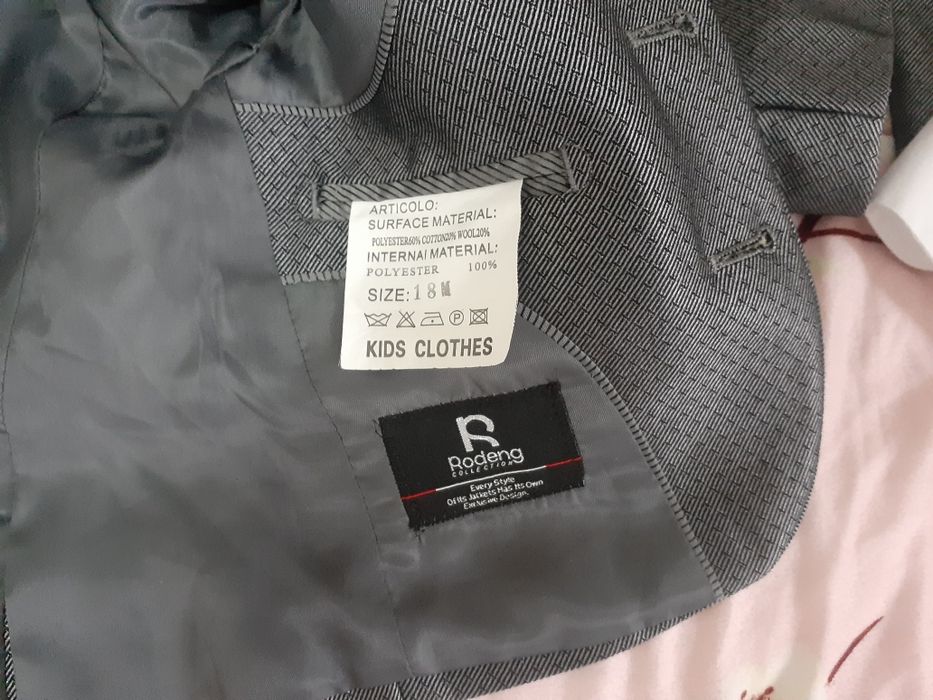 ARTICOLO:
SURFACE MATERIAL:
POLYESTER60% COTTON20% WOOL20%
INTERNAI MATERIAL:
POLYESTER 100%
SIZE: 18M
P
KIDS CLOTHES
R
Rodeng
COLLECTION
Every Style
Of Its Jackets Has Its Own
Exclusive Design.